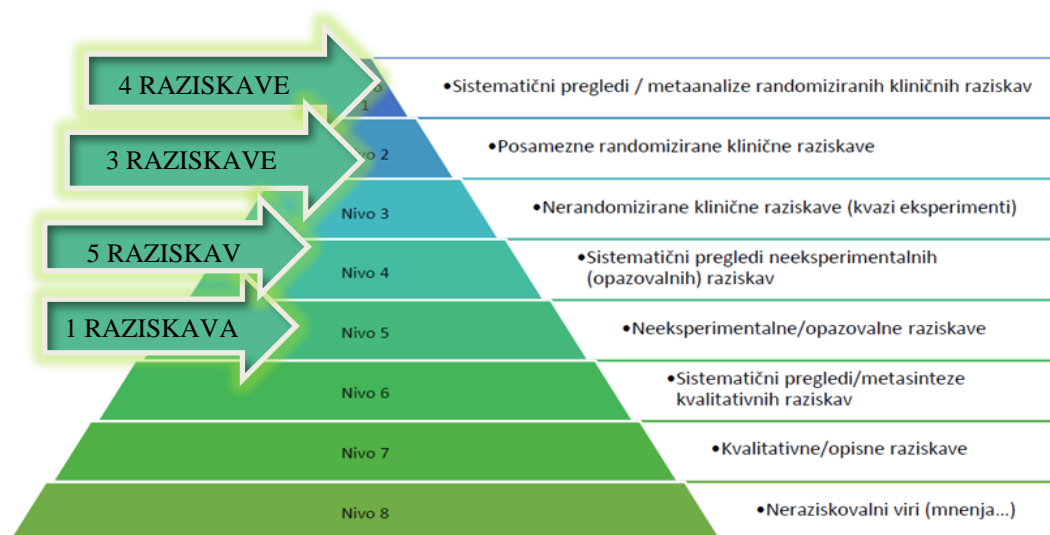 4 RAZISKAVE
1
•Sistematični pregledi / metaanalize randomiziranih kliničnih raziskav
3 RAZISKAVE
2
•Posamezne randomizirane klinične raziskave
Nivo 3
•Nerandomizirane klinične raziskave (kvazi eksperimenti)
5 RAZISKAV
Nivo 4
•Sistematični pregledi neeksperimentalnih
(opazovalnih) raziskav
1 RAZISKAVA
Nivo 5
•Neeksperimentalne/opazovalne raziskave
Nivo 6
•Sistematični pregledi/metasinteze
kvalitativnih raziskav
Nivo 7
•Kvalitativne/opisne raziskave
Nivo 8
•Neraziskovalni viri (mnenja...)